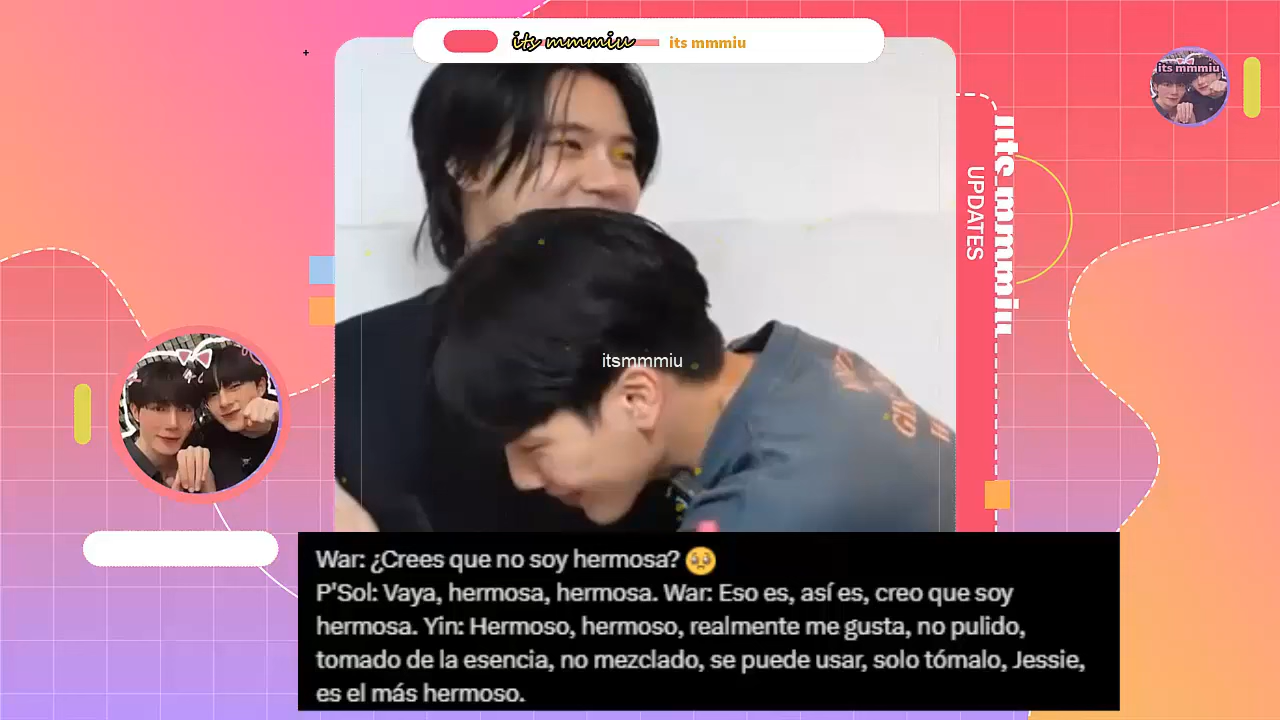 its mmmiu
its mmmiu
its mmmiu
its mmmiu
UPDATES
itsmmmiu
War: ¿Crees que no soy hermosa? 🥺
P'Sol: Vaya, hermosa, hermosa. War: Eso es, así es, creo que soy
hermosa. Yin: Hermoso, hermoso, realmente me gusta, no pulido,
tomado de la esencia, no mezclado, se puede usar, solo tómalo, Jessie,
es el más hermoso.